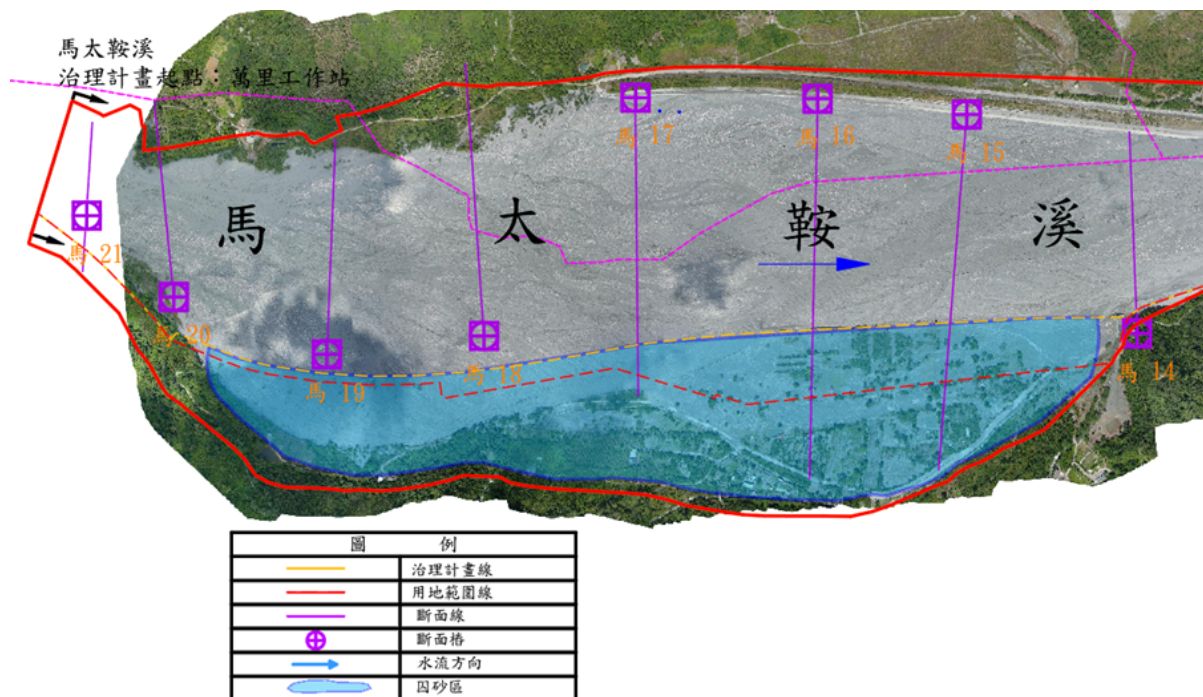 馬太鞍溪
治理計畫起點：萬里工作站
馬 17
馬 16
馬 15
馬 太 鞍 溪
馬 21
馬 20
馬 19
馬 18
馬 14
圖 例
治理計畫線
用地範圍線
斷面線
斷面樁
水流方向
囚砂區